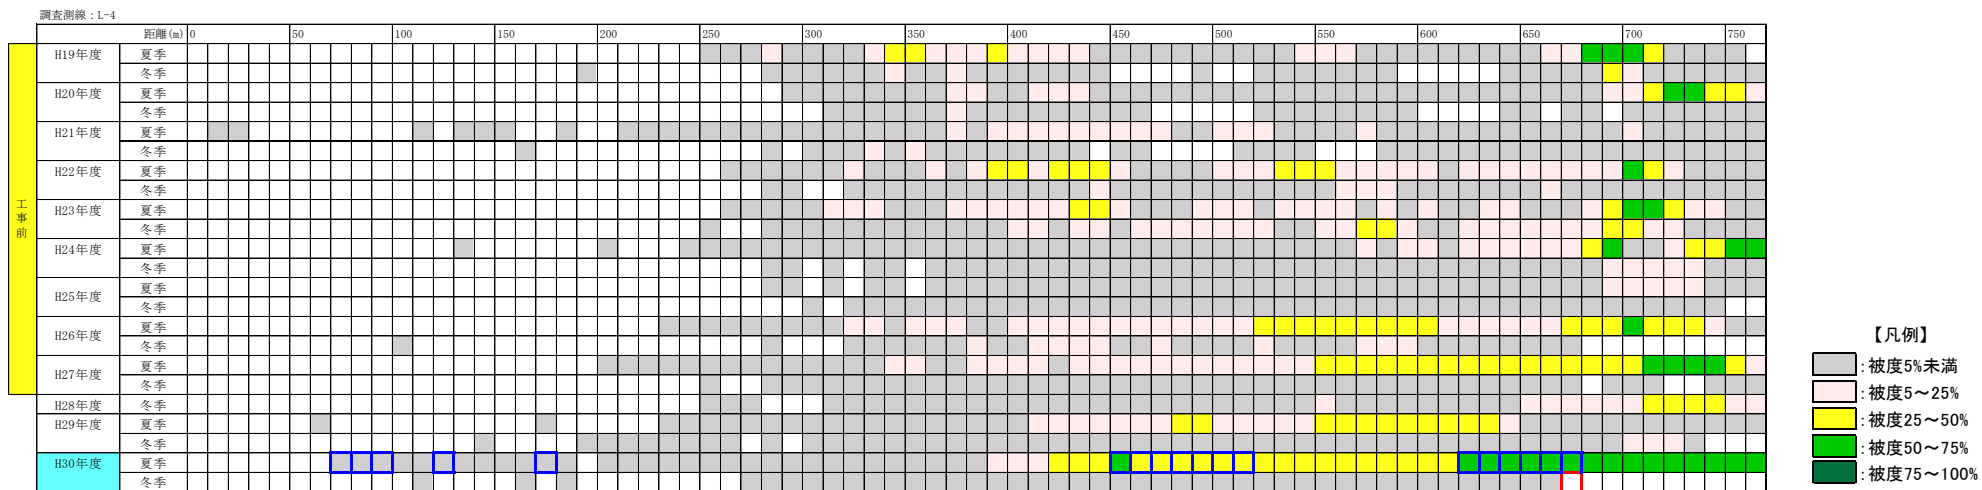 調査測線：L-4
距離(m) 0 50 100 150 200 250 300 350 400 450 500 550 600 650 700 750
工事前
H19年度 夏季
冬季
H20年度 夏季
冬季
H21年度 夏季
冬季
H22年度 夏季
冬季
H23年度 夏季
冬季
H24年度 夏季
冬季
H25年度 夏季
冬季
H26年度 夏季
冬季
H27年度 夏季
冬季
H28年度 冬季
H29年度 夏季
冬季
H30年度 夏季
冬季
【凡例】
：被度5%未満
：被度5～25%
：被度25～50%
：被度50～75%
：被度75～100%